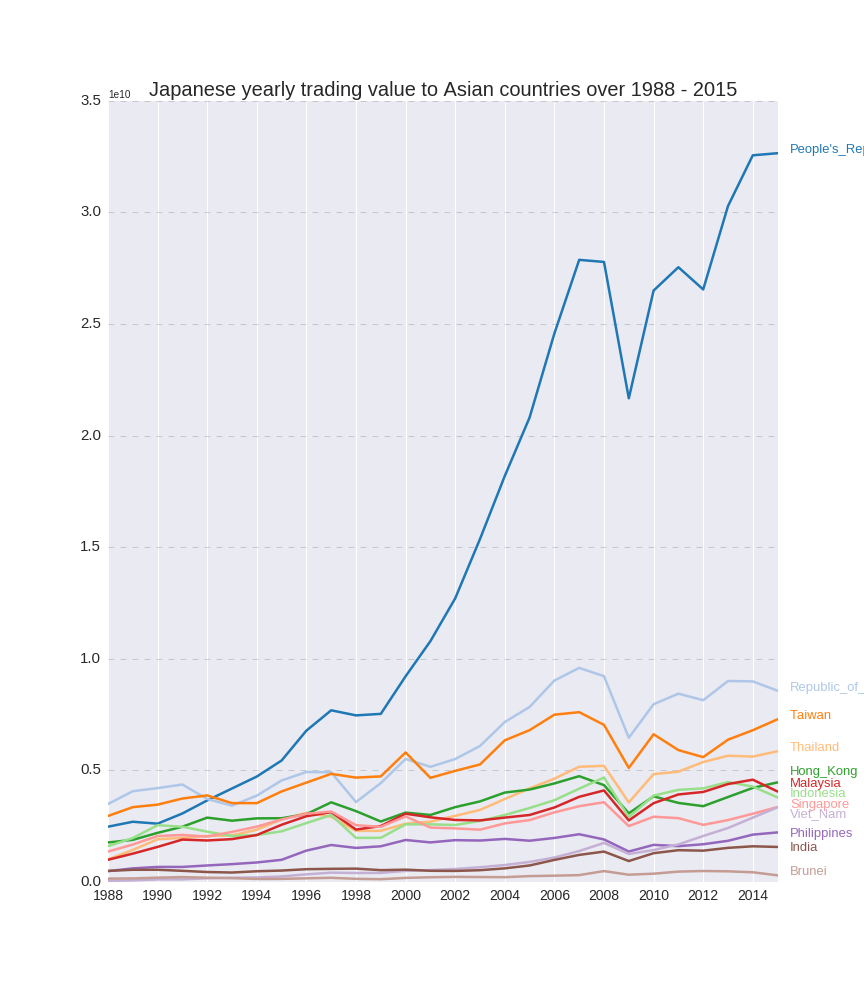 Japanese yearly trading value to Asian countries over 1988 - 2015
1e10
3.5
3.0
2.5
2.0
1.5
1.0
0.5
0.0
People's_Rep
Republic_of_
Taiwan
Thailand
Hong_Kong
Malaysia
Indonesia
Singapore
Viet_Nam
Philippines
India
Brunei
1988 1990 1992 1994 1996 1998 2000 2002 2004 2006 2008 2010 2012 2014